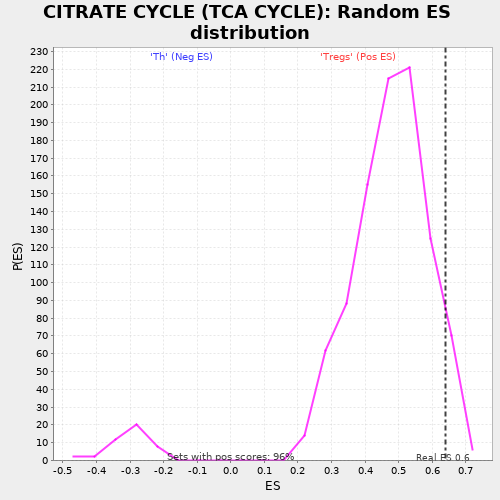 CITRATE CYCLE (TCA CYCLE): Random ES
distribution
'Th' (Neg ES)
'Tregs' (Pos ES)
230
220
210
200
190
180
170
160
150
140
130
120
110
100
90
80
70
60
50
40
30
20
10
0
P(ES)
Sets with pos scores: 96%
Real ES 0.6
-0.5 -0.4 -0.3 -0.2 -0.1 0.0 0.1 0.2 0.3 0.4 0.5 0.6 0.7
ES